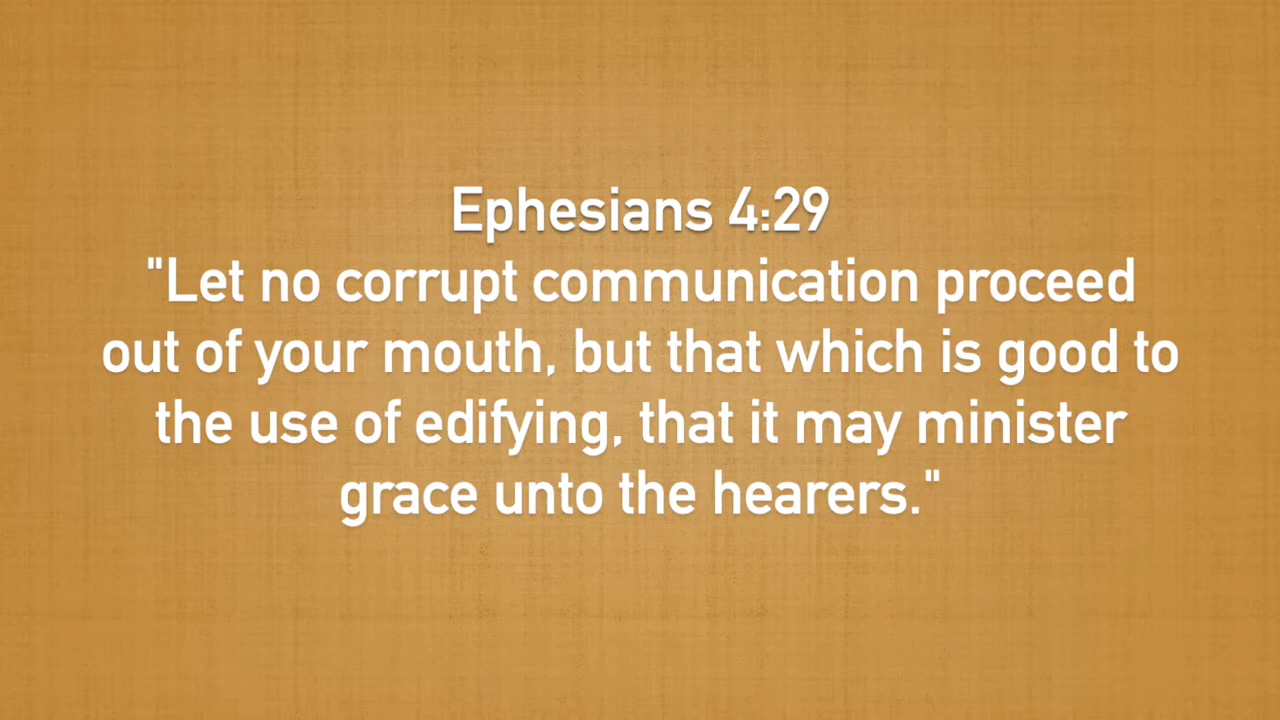 Ephesians 4:29
"Let no corrupt communication proceed
out of your mouth, but that which is good to
the use of edifying, that it may minister
grace unto the hearers."